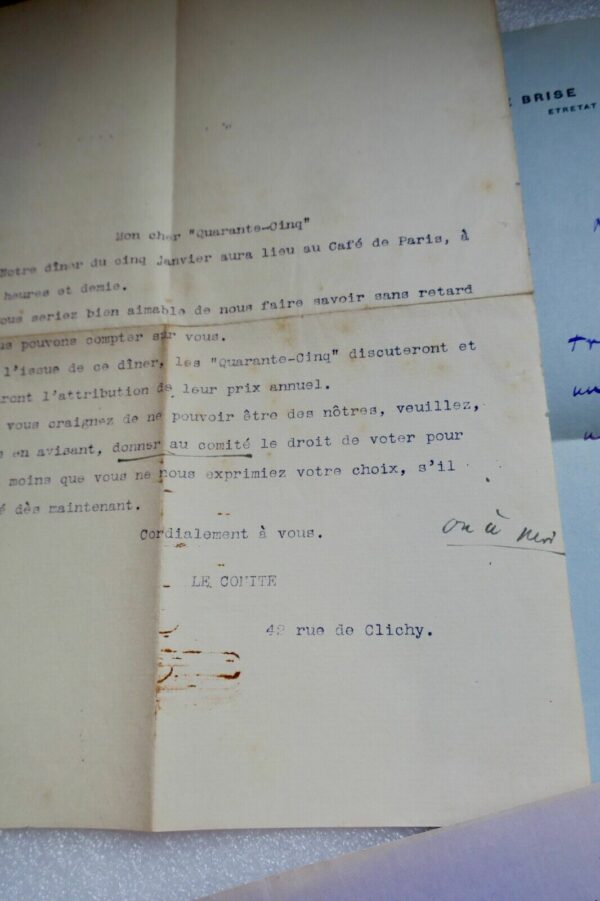 Mon cher "Quarante-Cinq"
Notre dîner du cinq Janvier aura lieu au Café de Paris, à
heures et demie.
ous seriez bien aimable de nous faire savoir sans retard
us pouvons compter sur vous.
l'issue de ce dîner, les "Quarante-Cinq" discuteront et
ront l'attribution de leur prix annuel.
vous craignez de ne pouvoir être des nôtres, veuillez,
en avisant, donner au comité le droit de voter pour
moins que vous ne nous exprimiez votre choix, s'il
é dès maintenant.
Cordialement à vous.
ou à moi
LE COMITE
42 rue de Clichy.
BRISE
ETRETAT